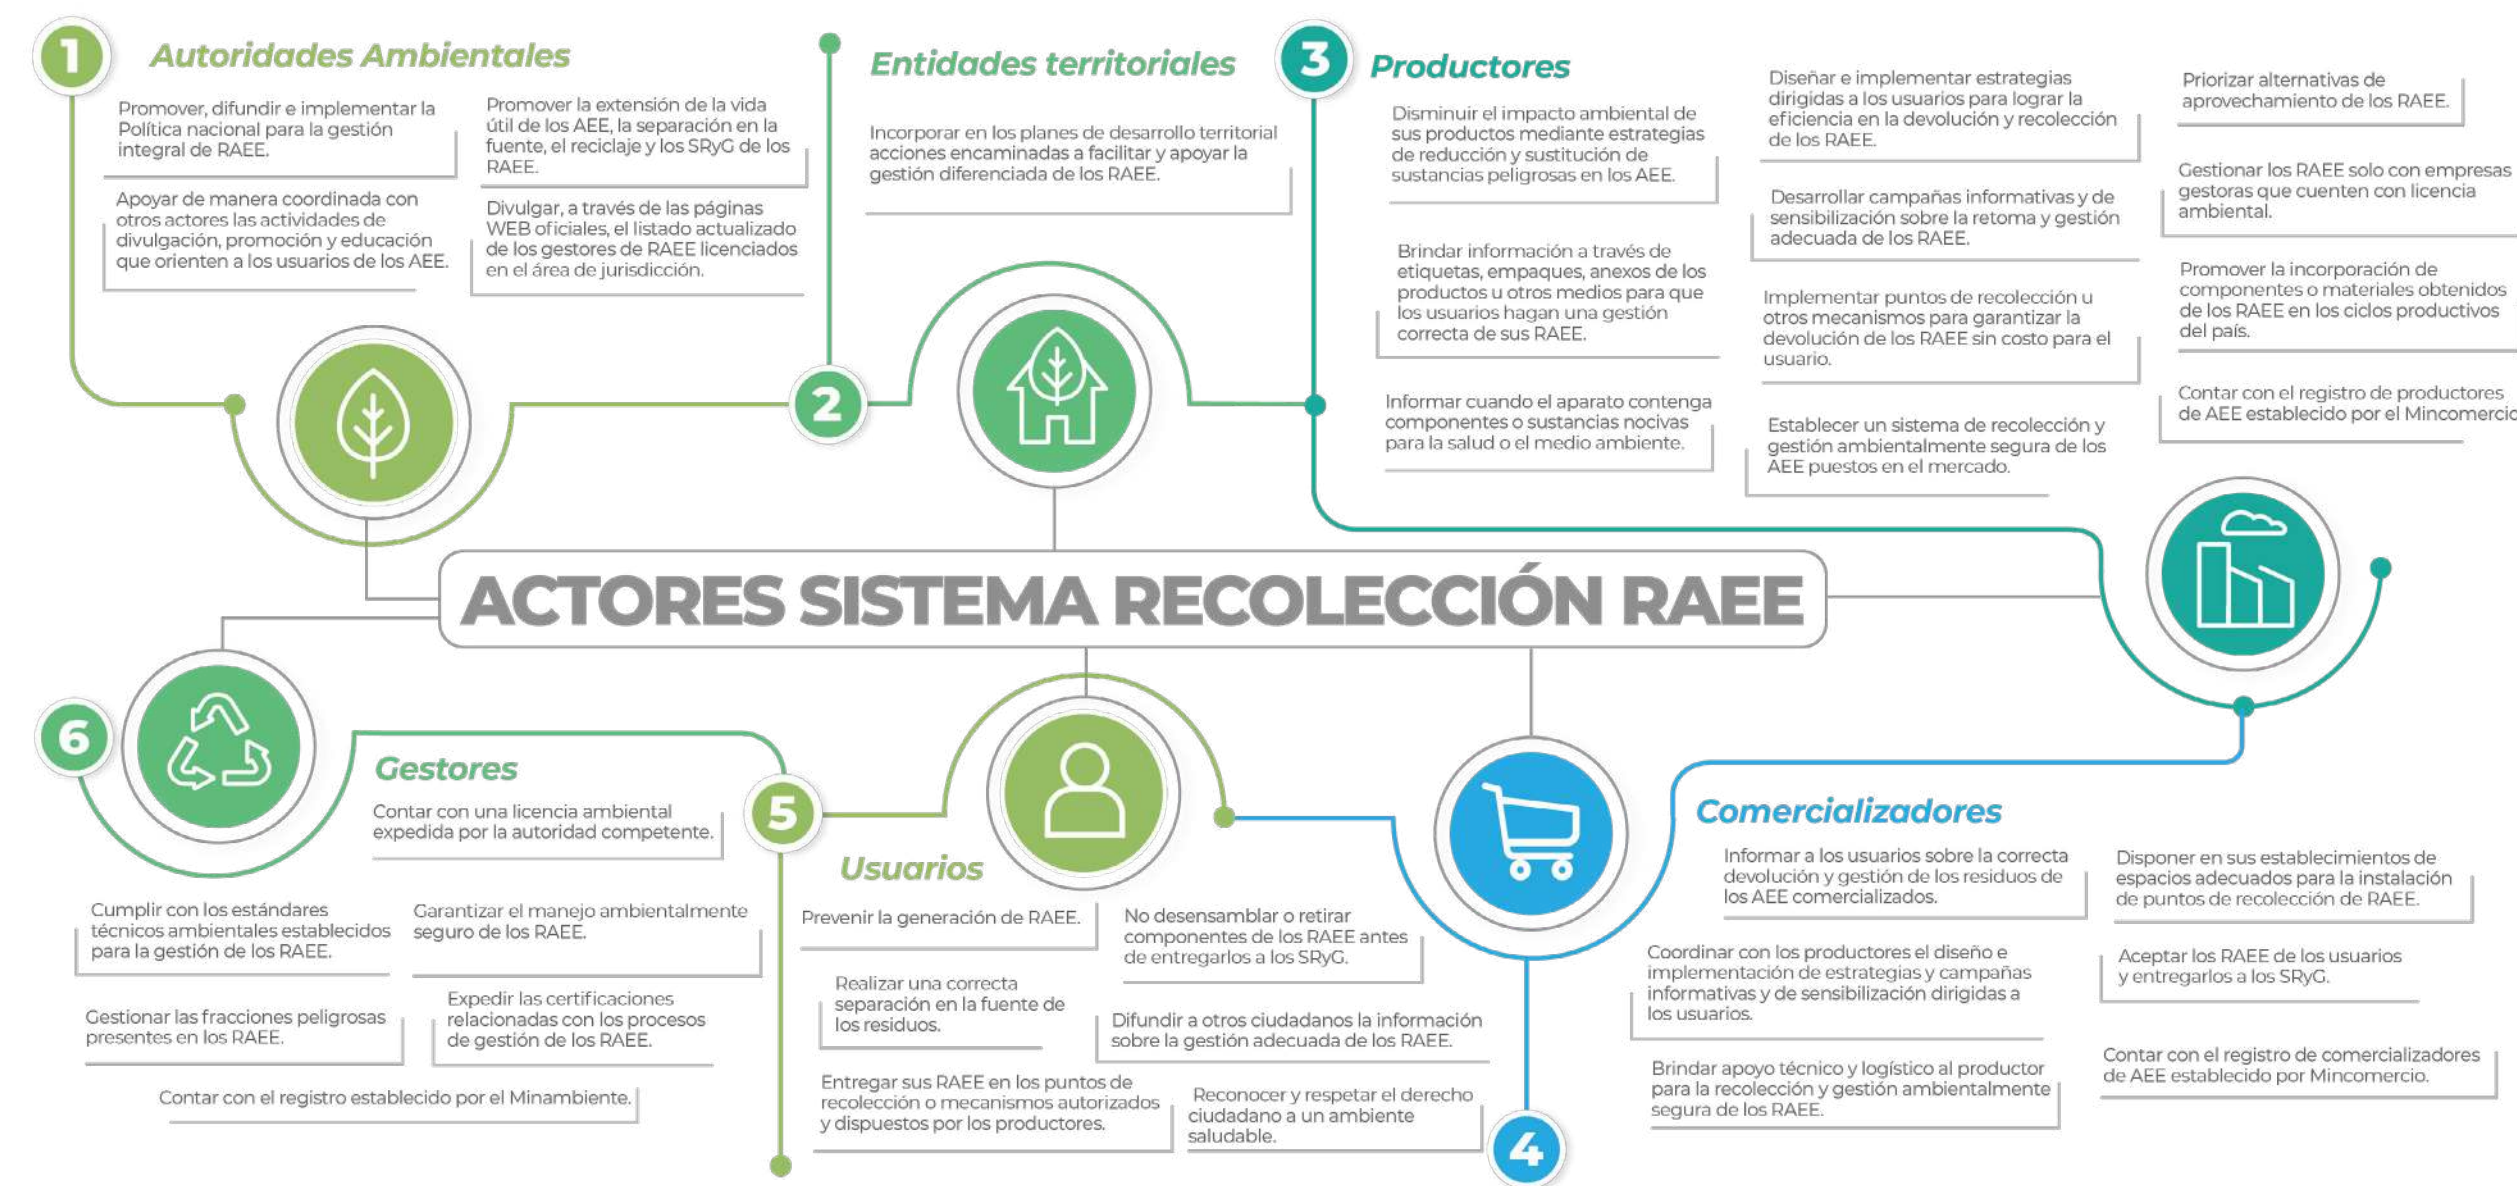 1
Autoridades Ambientales
Promover, difundir e implementar la
Política nacional para la gestión
integral de RAEE.
Apoyar de manera coordinada con
otros actores las actividades de
divulgación, promoción y educación
que orienten a los usuarios de los AEE.
Promover la extensión de la vida
útil de los AEE, la separación en la
fuente, el reciclaje y los SRyG de los
RAEE.
Divulgar, a través de las páginas
WEB oficiales, el listado actualizado
de los gestores de RAEE licenciados
en el área de jurisdicción.
2
Entidades territoriales
Incorporar en los planes de desarrollo territorial
acciones encaminadas a facilitar y apoyar la
gestión diferenciada de los RAEE.
3
Productores
Disminuir el impacto ambiental de
sus productos mediante estrategias
de reducción y sustitución de
sustancias peligrosas en los AEE.
Brindar información a través de
etiquetas, empaques, anexos de los
productos u otros medios para que
los usuarios hagan una gestión
correcta de sus RAEE.
Informar cuando el aparato contenga
componentes o sustancias nocivas
para la salud o el medio ambiente.
Diseñar e implementar estrategias
dirigidas a los usuarios para lograr la
eficiencia en la devolución y recolección
de los RAEE.
Desarrollar campañas informativas y de
sensibilización sobre la retoma y gestión
adecuada de los RAEE.
Implementar puntos de recolección u
otros mecanismos para garantizar la
devolución de los RAEE sin costo para el
usuario.
Establecer un sistema de recolección y
gestión ambientalmente segura de los
AEE puestos en el mercado.
Priorizar alternativas de
aprovechamiento de los RAEE.
Gestionar los RAEE solo con empresas
gestoras que cuenten con licencia
ambiental.
Promover la incorporación de
componentes o materiales obtenidos
de los RAEE en los ciclos productivos
del país.
Contar con el registro de productores
de AEE establecido por el Mincomercio
ACTORES SISTEMA RECOLECCIÓN RAEE
6
Gestores
Contar con una licencia ambiental
expedida por la autoridad competente.
Cumplir con los estándares
técnicos ambientales establecidos
para la gestión de los RAEE.
Garantizar el manejo ambientalmente
seguro de los RAEE.
Gestionar las fracciones peligrosas
presentes en los RAEE.
Expedir las certificaciones
relacionadas con los procesos
de gestión de los RAEE.
Contar con el registro establecido por el Minambiente.
5
Usuarios
Prevenir la generación de RAEE.
Realizar una correcta
separación en la fuente de
los residuos.
Entregar sus RAEE en los puntos de
recolección o mecanismos autorizados
y dispuestos por los productores.
No desensamblar o retirar
componentes de los RAEE antes
de entregarlos a los SRyG.
Difundir a otros ciudadanos la información
sobre la gestión adecuada de los RAEE.
Reconocer y respetar el derecho
ciudadano a un ambiente
saludable.
4
Comercializadores
Informar a los usuarios sobre la correcta
devolución y gestión de los residuos de
los AEE comercializados.
Coordinar con los productores el diseño e
implementación de estrategias y campañas
informativas y de sensibilización dirigidas a
los usuarios.
Brindar apoyo técnico y logístico al productor
para la recolección y gestión ambientalmente
segura de los RAEE.
Disponer en sus establecimientos de
espacios adecuados para la instalación
de puntos de recolección de RAEE.
Aceptar los RAEE de los usuarios
y entregarlos a los SRyG.
Contar con el registro de comercializadores
de AEE establecido por Mincomercio.